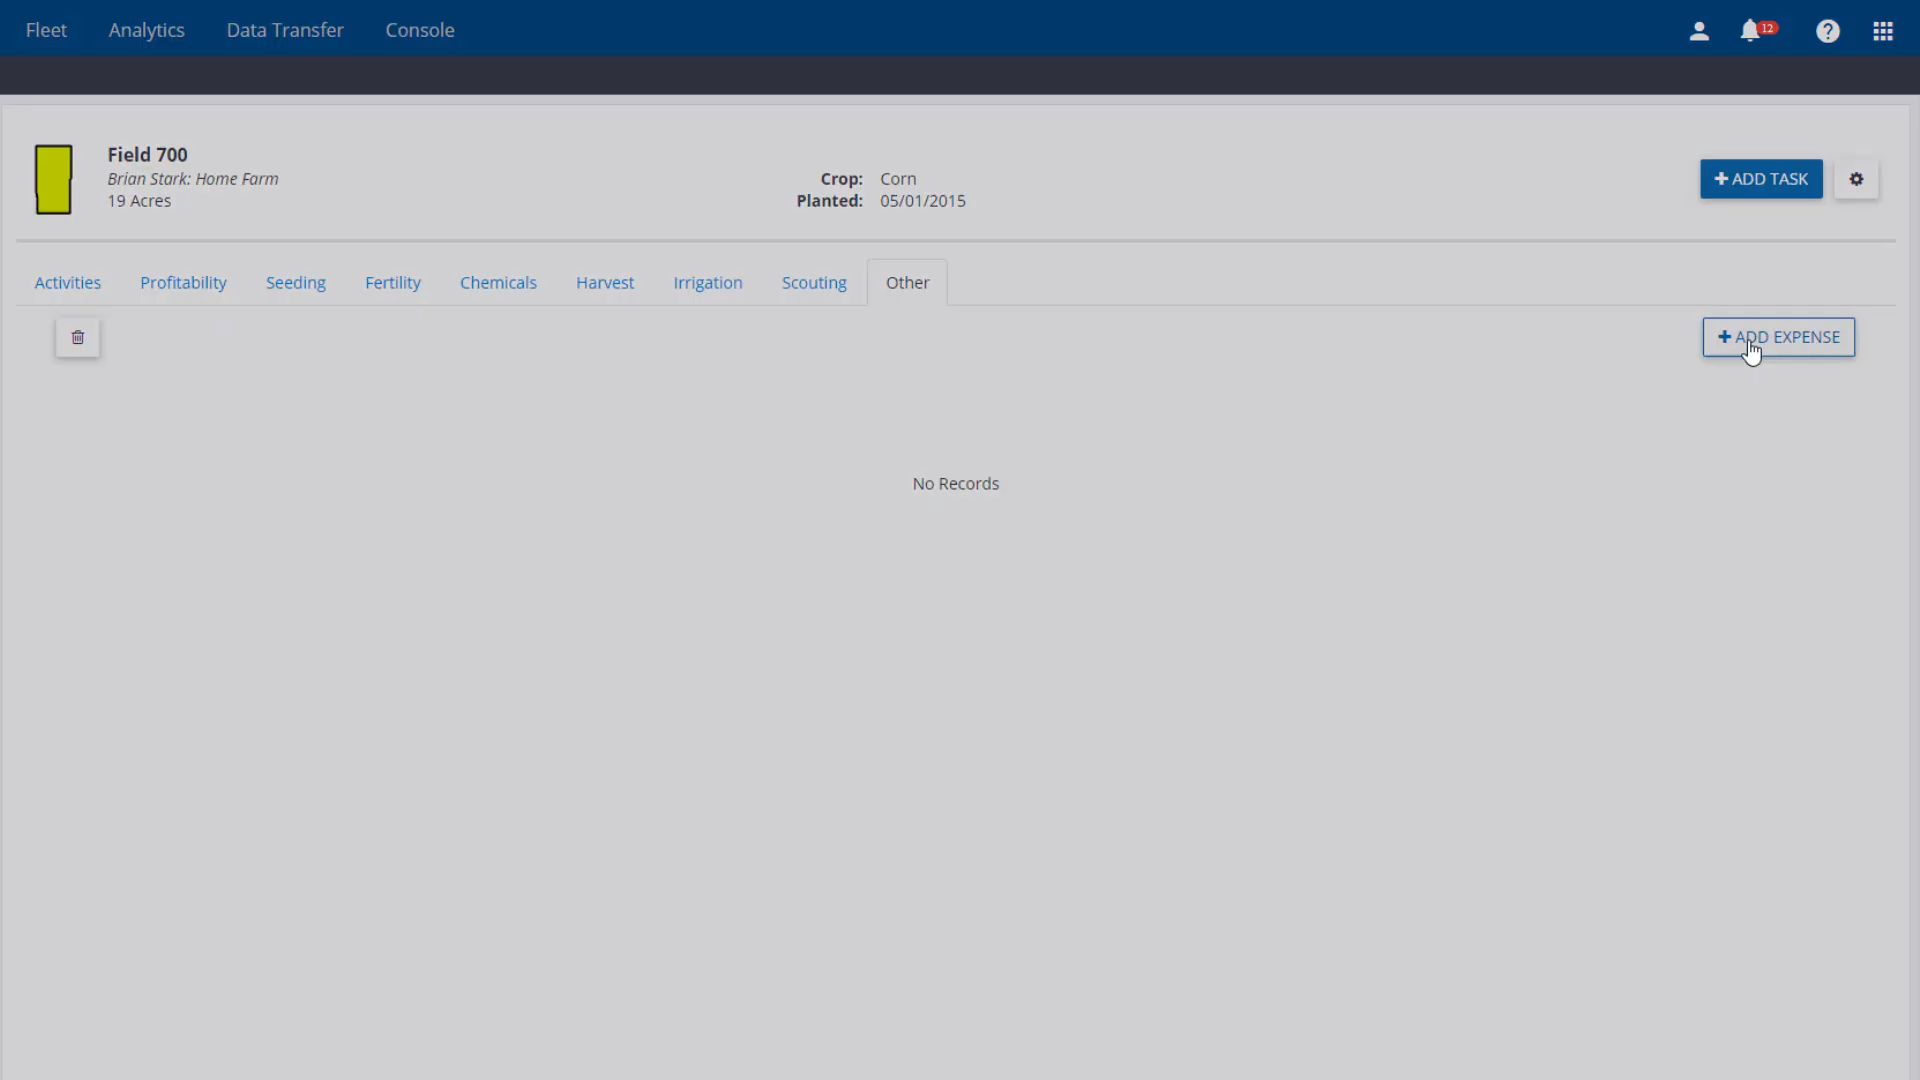 Fleet Analytics Data Transfer Console 12 ?
Field 700
Brian Stark: Home Farm
19 Acres
Crop: Corn
Planted: 05/01/2015
+ ADD TASK
Activities Profitability Seeding Fertility Chemicals Harvest Irrigation Scouting Other
+ ADD EXPENSE
No Records